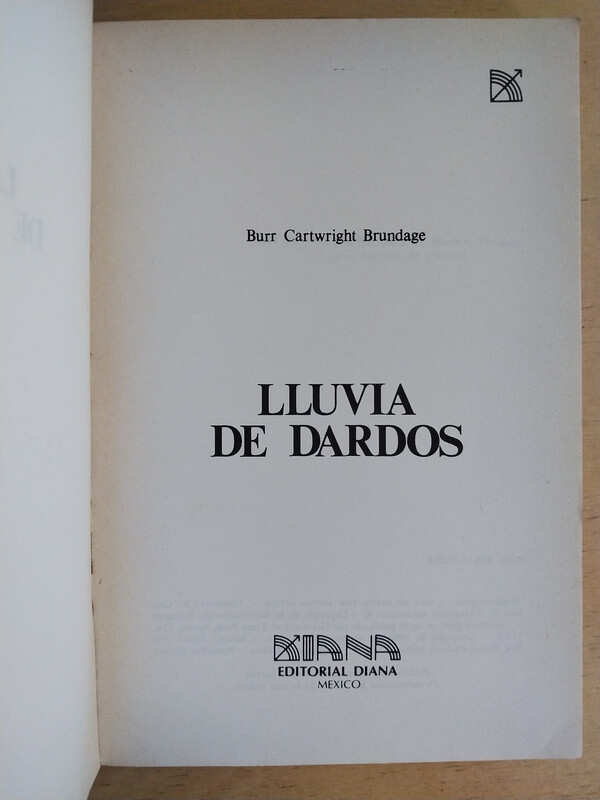 Burr Cartwright Brundage
LLUVIA
DE DARDOS
DIANA
EDITORIAL DIANA
MEXICO